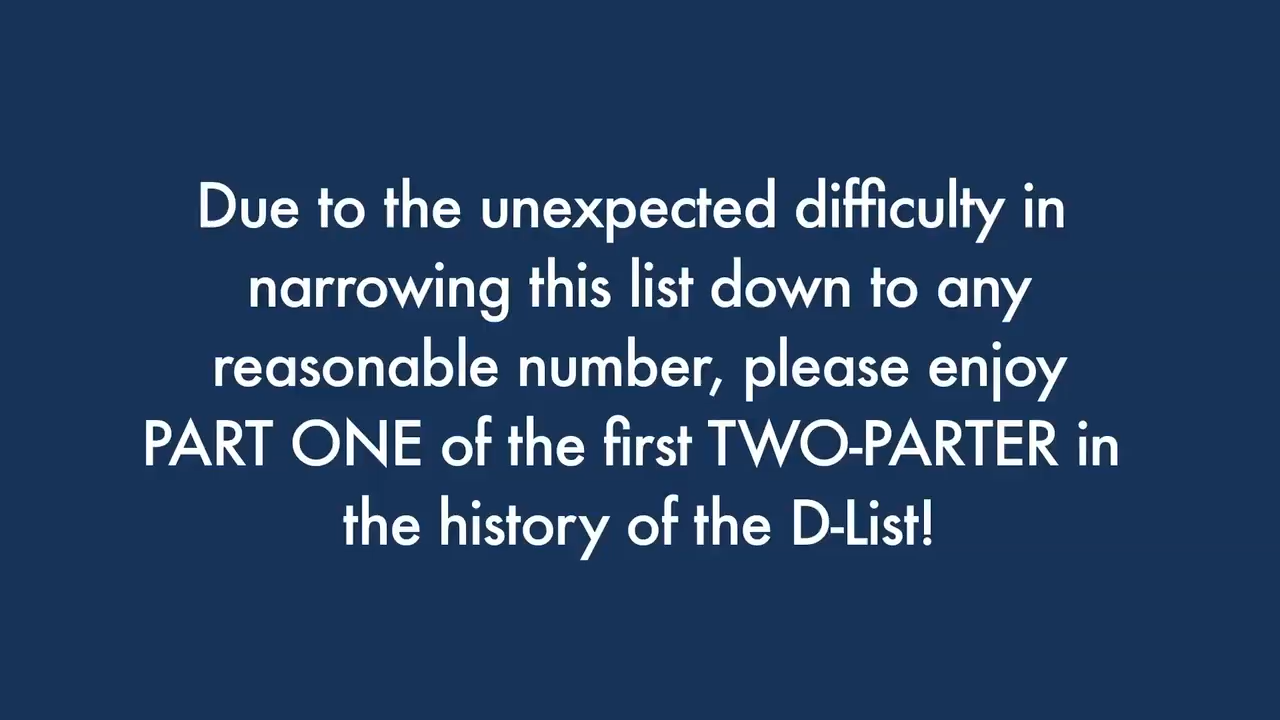 Due to the unexpected difficulty in
narrowing this list down to any
reasonable number, please enjoy
PART ONE of the first TWO-PARTER in
the history of the D-List!